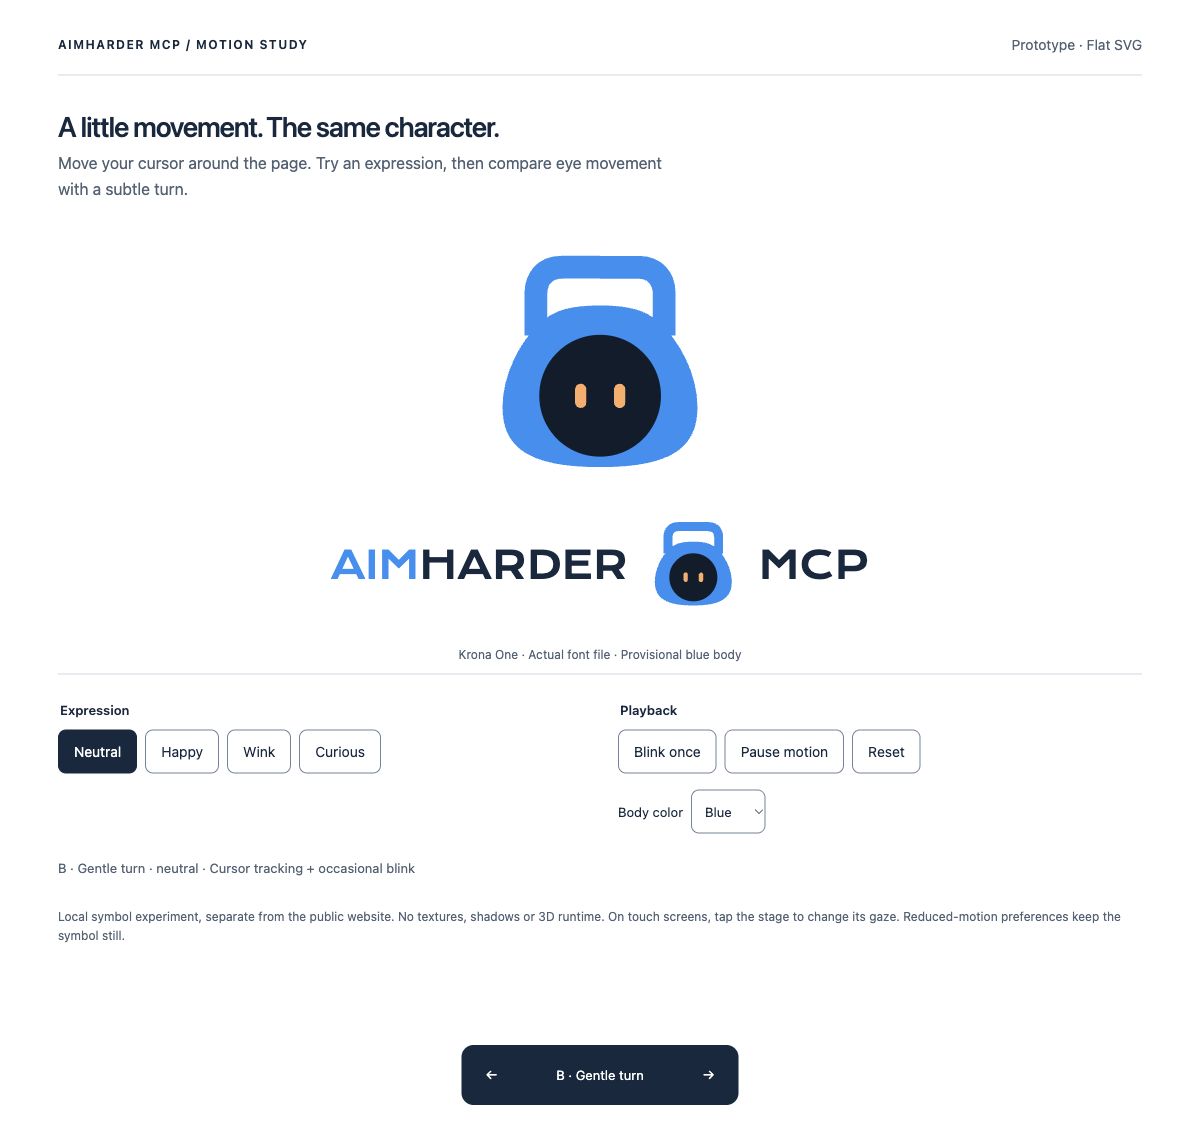 AIMHARDER MCP / MOTION STUDY
Prototype · Flat SVG
A little movement. The same character.
Move your cursor around the page. Try an expression, then compare eye movement
with a subtle turn.
AIMHARDER MCP
Krona One · Actual font file · Provisional blue body
Expression
Neutral Happy Wink Curious
Playback
Blink once Pause motion Reset
Body color Blue
B · Gentle turn · neutral · Cursor tracking + occasional blink
Local symbol experiment, separate from the public website. No textures, shadows or 3D runtime. On touch screens, tap the stage to change its gaze. Reduced-motion preferences keep the
symbol still.
← B · Gentle turn →